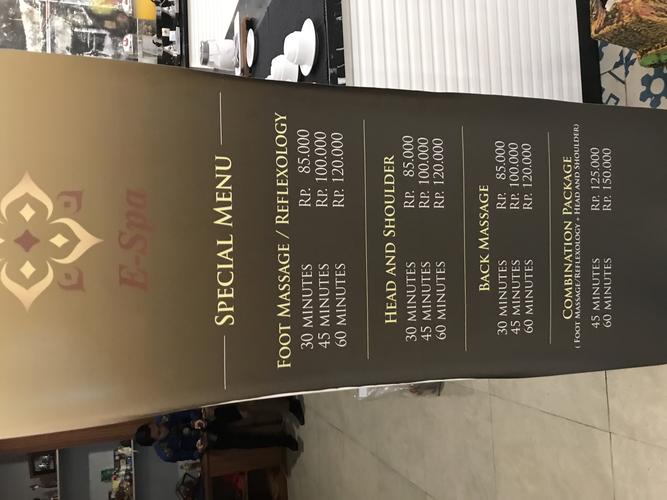 E-Spa
SPECIAL MENU
FOOT MASSAGE / REFLEXOLOGY
30 MINUTES RP. 85.000
45 MINUTES RP. 100.000
60 MINUTES RP. 120.000
HEAD AND SHOULDER
30 MINUTES RP. 85.000
45 MINUTES RP. 100.000
60 MINUTES RP. 120.000
BACK MASSAGE
30 MINUTES RP. 85.000
45 MINUTES RP. 100.000
60 MINUTES RP. 120.000
COMBINATION PACKAGE
( FOOT MASSAGE/REFLEXOLOGY + HEAD AND SHOULDER)
45 MINUTES RP. 125.000
60 MINUTES RP. 150.000